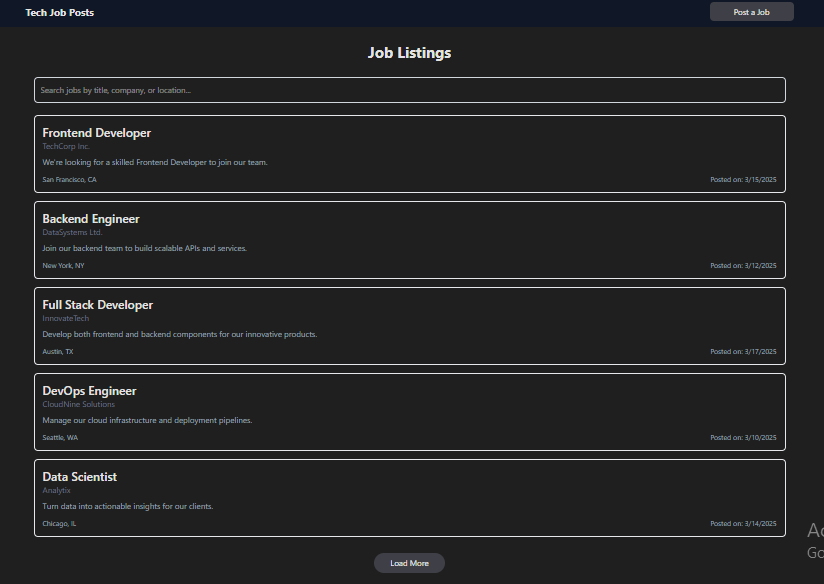 Tech Job Posts
Post a Job
Job Listings
Search jobs by title, company, or location...
Frontend Developer
TechCorp Inc.
We're looking for a skilled Frontend Developer to join our team.
San Francisco, CA
Posted on: 3/15/2025
Backend Engineer
DataSystems Ltd.
Join our backend team to build scalable APIs and services.
New York, NY
Posted on: 3/12/2025
Full Stack Developer
InnovateTech
Develop both frontend and backend components for our innovative products.
Austin, TX
Posted on: 3/17/2025
DevOps Engineer
CloudNine Solutions
Manage our cloud infrastructure and deployment pipelines.
Seattle, WA
Posted on: 3/10/2025
Data Scientist
Analytix
Turn data into actionable insights for our clients.
Chicago, IL
Posted on: 3/14/2025
Load More